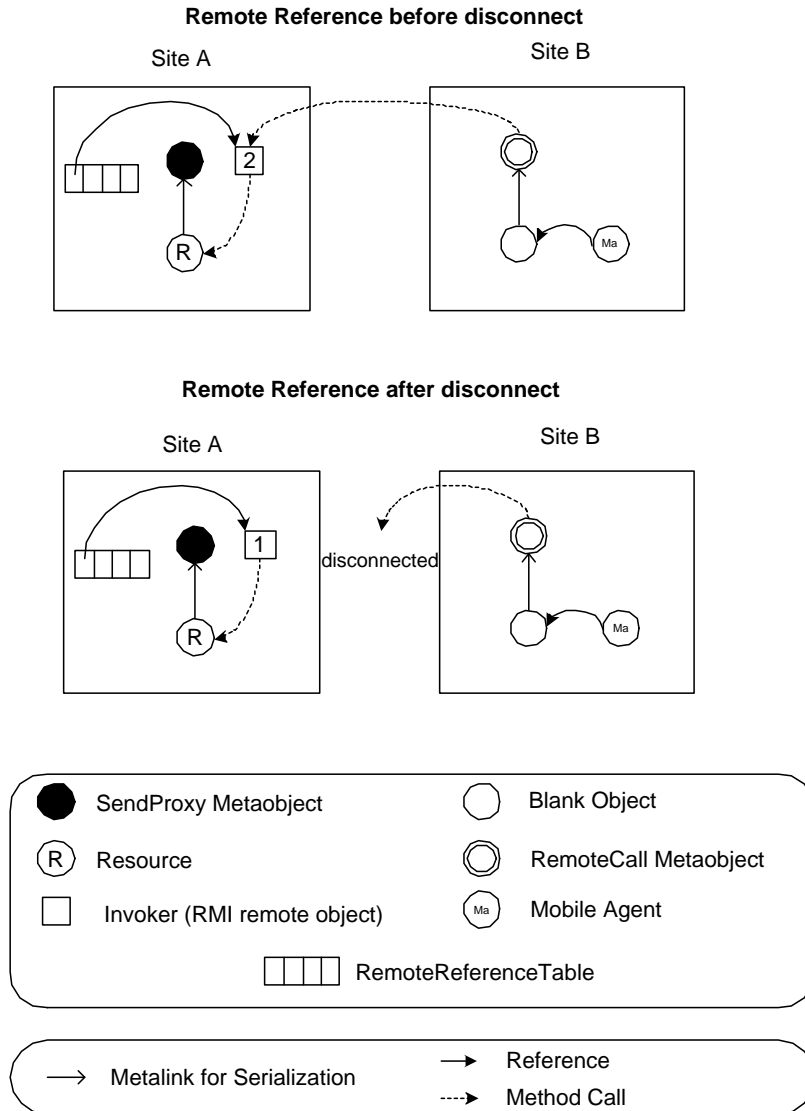 Remote Reference before disconnect
Site A
Site B
2
R
Ma
Remote Reference after disconnect
Site A
Site B
1
disconnected
R
Ma
SendProxy Metaobject
Blank Object
R
Resource
RemoteCall Metaobject
Invoker (RMI remote object)
Ma
Mobile Agent
RemoteReferenceTable
Metalink for Serialization
Reference
Method Call